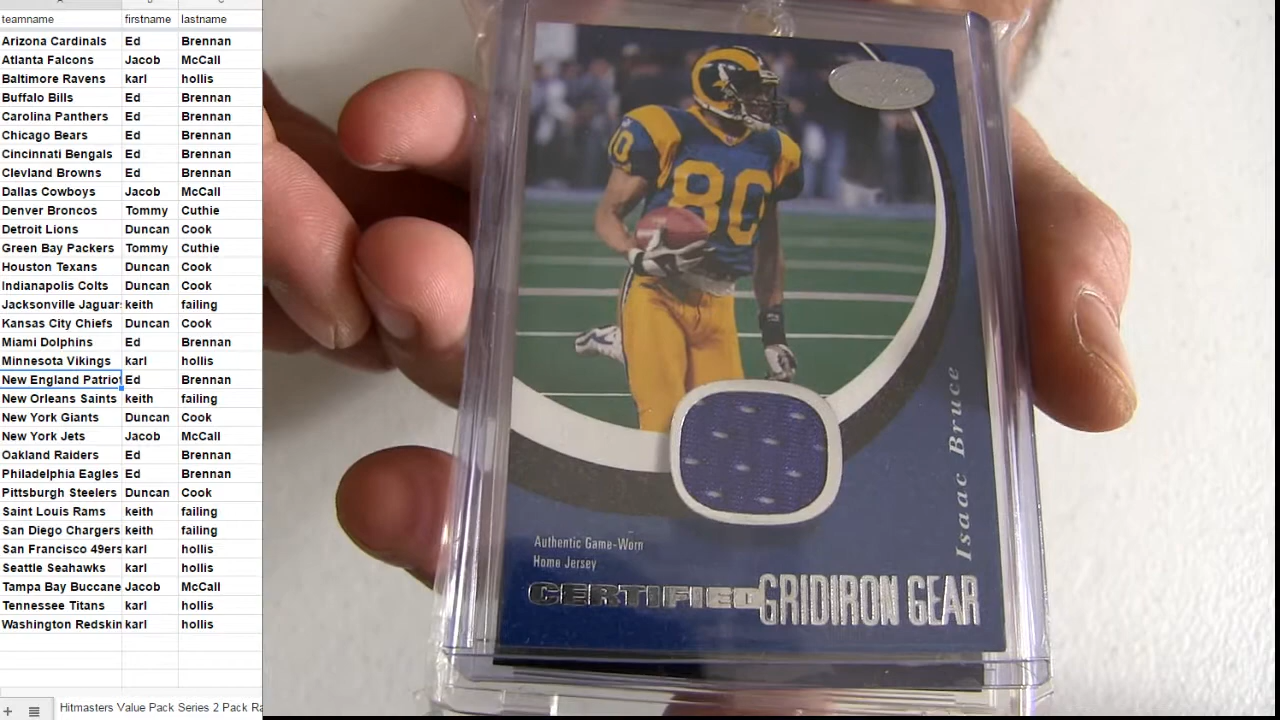 teamname firstname lastname
Arizona Cardinals Ed Brennan
Atlanta Falcons Jacob McCall
Baltimore Ravens karl hollis
Buffalo Bills Ed Brennan
Carolina Panthers Ed Brennan
Chicago Bears Ed Brennan
Cincinnati Bengals Ed Brennan
Clevland Browns Ed Brennan
Dallas Cowboys Jacob McCall
Denver Broncos Tommy Cuthie
Detroit Lions Duncan Cook
Green Bay Packers Tommy Cuthie
Houston Texans Duncan Cook
Indianapolis Colts Duncan Cook
Jacksonville Jaguar keith failing
Kansas City Chiefs Duncan Cook
Miami Dolphins Ed Brennan
Minnesota Vikings karl hollis
New England Patrio Ed Brennan
New Orleans Saints keith failing
New York Giants Duncan Cook
New York Jets Jacob McCall
Oakland Raiders Ed Brennan
Philadelphia Eagles Ed Brennan
Pittsburgh Steelers Duncan Cook
Saint Louis Rams keith failing
San Diego Chargers keith failing
San Francisco 49ers karl hollis
Seattle Seahawks karl hollis
Tampa Bay Buccane Jacob McCall
Tennessee Titans karl hollis
Washington Redskin karl hollis
Hitmasters Value Pack Series 2 Pack Ra
80
80
Isaac Bruce
Authentic Game-Worn
Home Jersey
CERTIFIED GRIDIRON GEAR